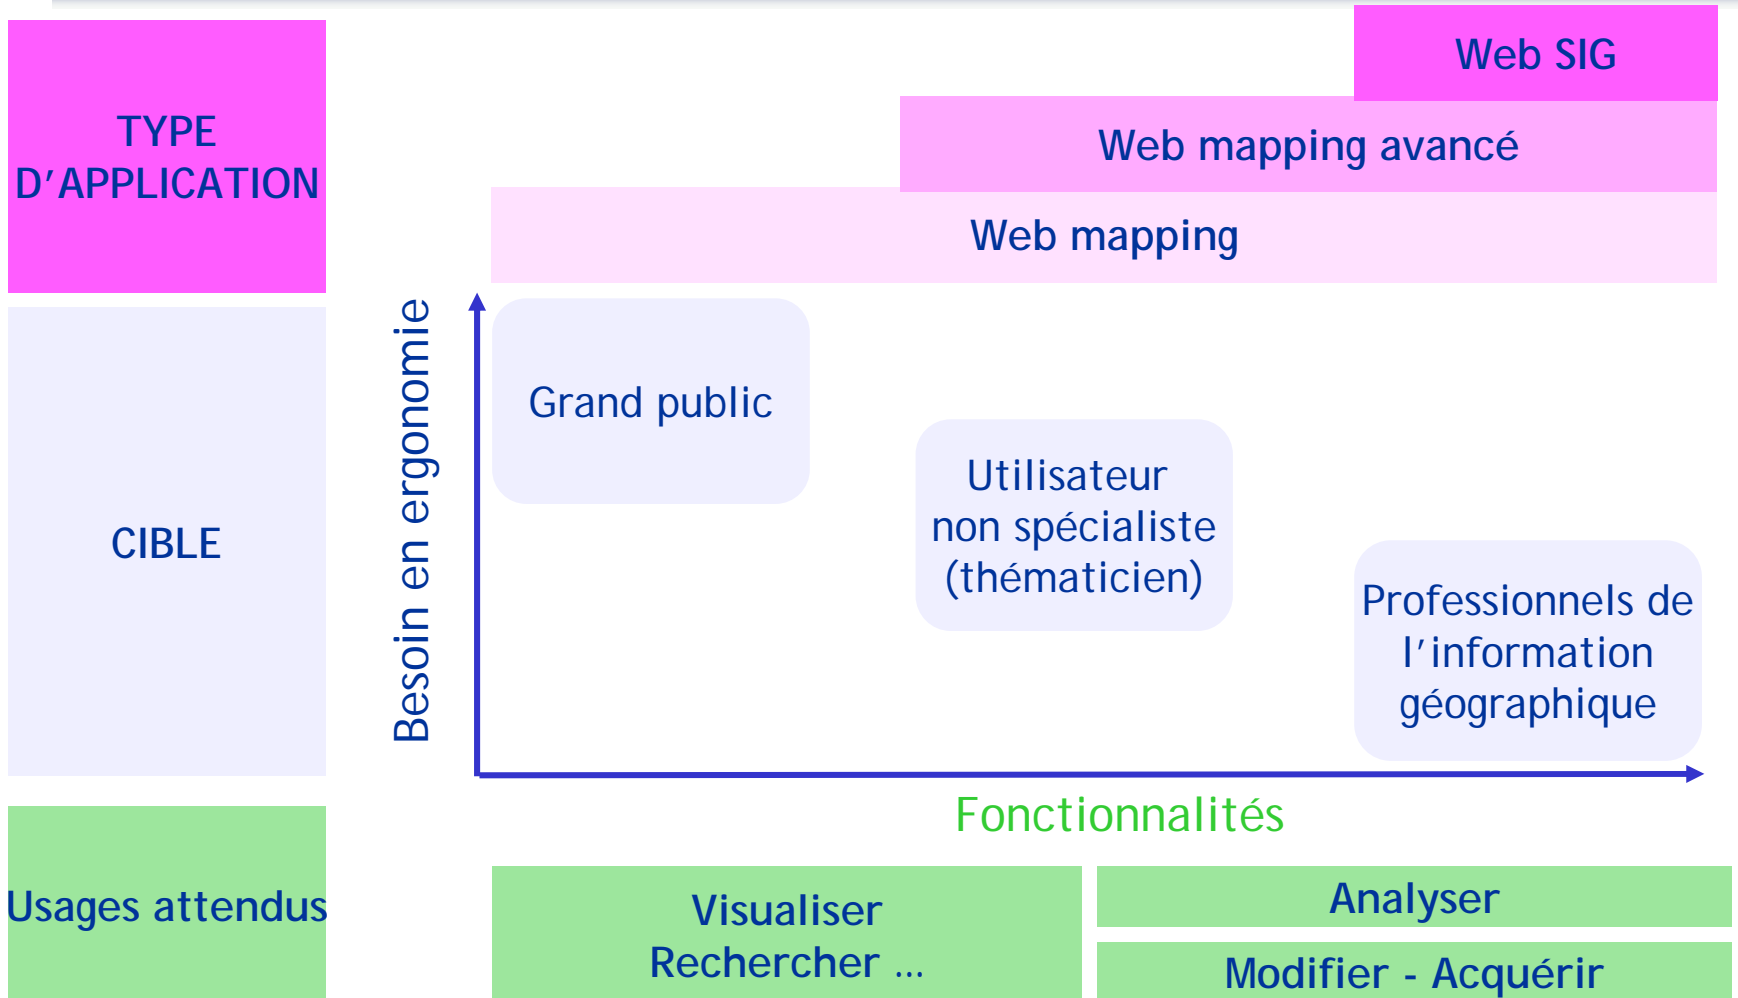 TYPE
D’APPLICATION
Web SIG
Web mapping avancé
Web mapping
CIBLE
Besoin en ergonomie
Grand public
Utilisateur
non spécialiste
(thématicien)
Professionnels de
l’information
géographique
Fonctionnalités
Usages attendus
Visualiser
Rechercher ...
Analyser
Modifier - Acquérir